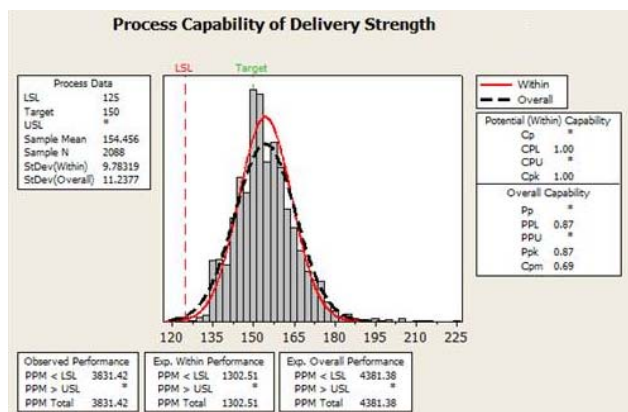 Process Capability of Delivery Strength
LSL
Target
Process Data
LSL 125
Target 150
USL *
Sample Mean 154.456
Sample N 2088
StDev(Within) 9.78319
StDev(Overall) 11.2377
Within
Overall
Potential (Within) Capability
Cp *
CPL 1.00
CPU *
Cpk 1.00
Overall Capability
Pp *
PPL 0.87
PPU *
Ppk 0.87
Cpm 0.69
120 135 150 165 180 195 210 225
Observed Performance
PPM < LSL 3831.42
PPM > USL *
PPM Total 3831.42
Exp. Within Performance
PPM < LSL 1302.51
PPM > USL *
PPM Total 1302.51
Exp. Overall Performance
PPM < LSL 4381.38
PPM > USL *
PPM Total 4381.38